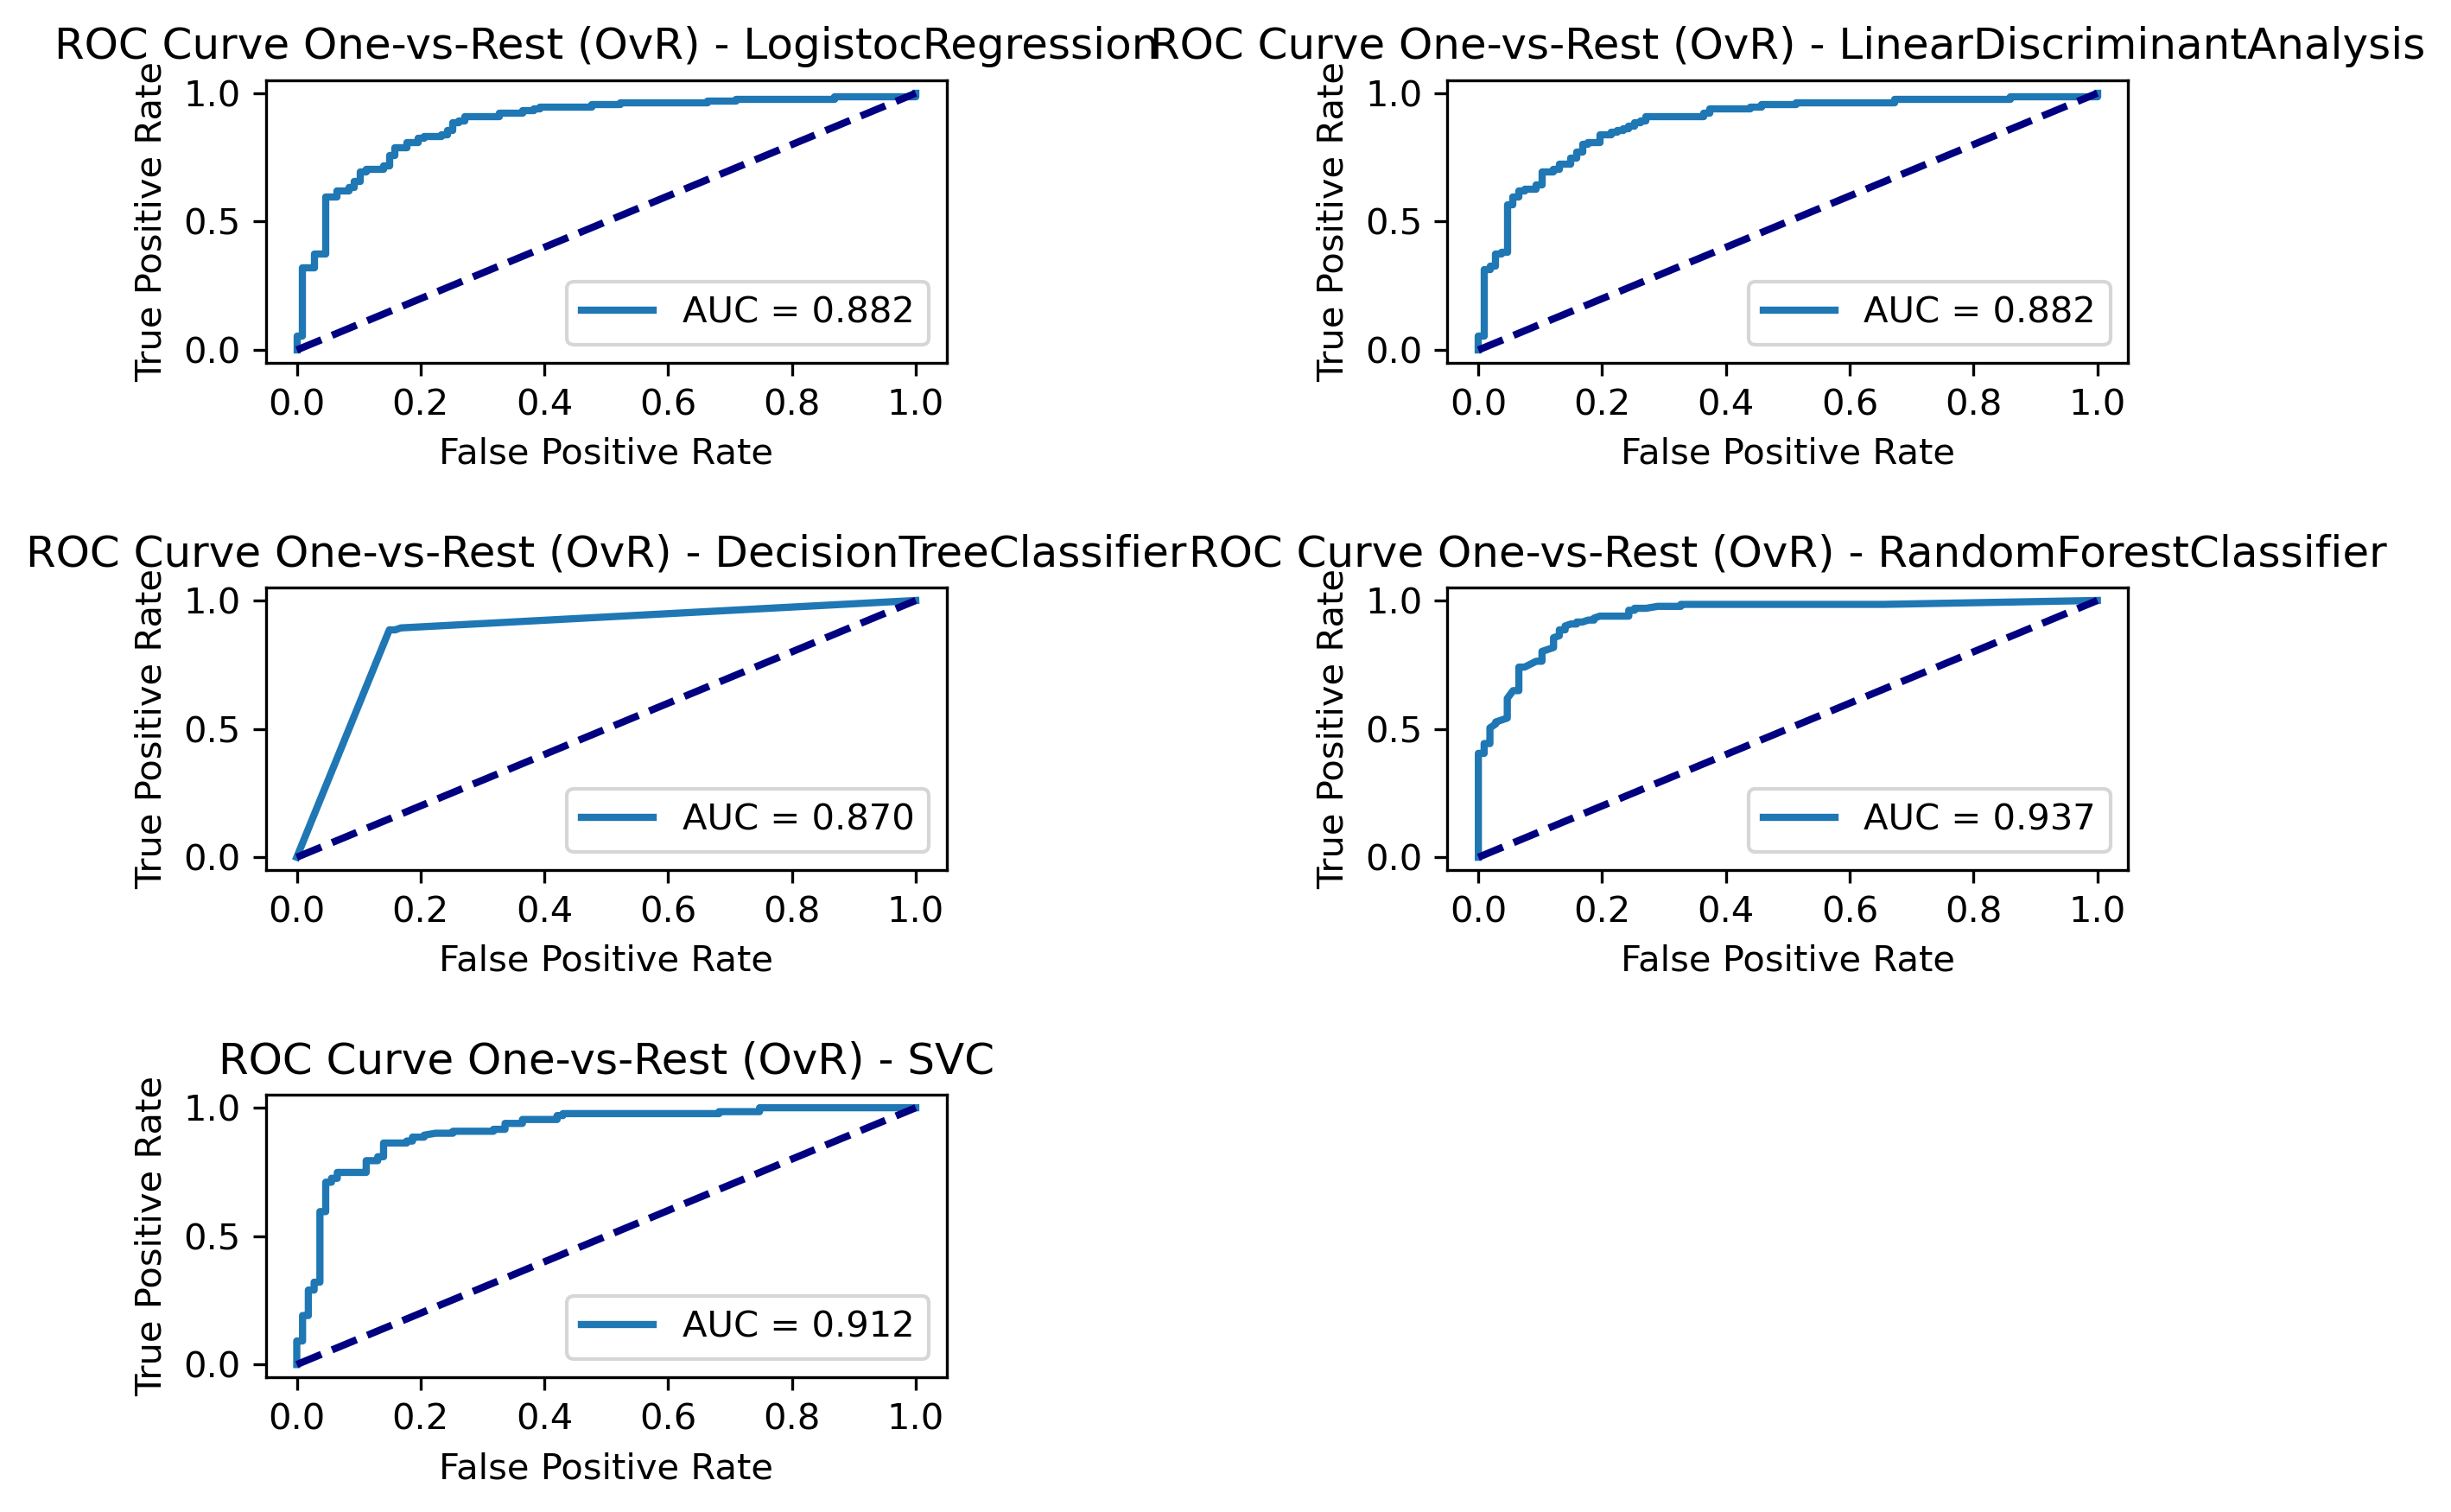 ROC Curve One-vs-Rest (OvR) - LogistocRegression
True Positive Rate
1.0
0.5
0.0
AUC = 0.882
0.0 0.2 0.4 0.6 0.8 1.0
False Positive Rate
ROC Curve One-vs-Rest (OvR) - LinearDiscriminantAnalysis
True Positive Rate
1.0
0.5
0.0
AUC = 0.882
0.0 0.2 0.4 0.6 0.8 1.0
False Positive Rate
ROC Curve One-vs-Rest (OvR) - DecisionTreeClassifier
True Positive Rate
1.0
0.5
0.0
AUC = 0.870
0.0 0.2 0.4 0.6 0.8 1.0
False Positive Rate
ROC Curve One-vs-Rest (OvR) - RandomForestClassifier
True Positive Rate
1.0
0.5
0.0
AUC = 0.937
0.0 0.2 0.4 0.6 0.8 1.0
False Positive Rate
ROC Curve One-vs-Rest (OvR) - SVC
True Positive Rate
1.0
0.5
0.0
AUC = 0.912
0.0 0.2 0.4 0.6 0.8 1.0
False Positive Rate